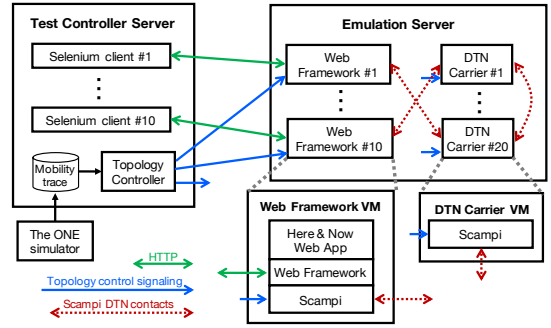 Test Controller Server
Selenium client #1
Selenium client #10
Mobility
trace
Topology
Controller
The ONE
simulator
Emulation Server
Web
Framework #1
DTN
Carrier #1
Web
Framework #10
DTN
Carrier #20
Web Framework VM
Here & Now
Web App
Web Framework
Scampi
DTN Carrier VM
Scampi
HTTP
Topology control signaling
Scampi DTN contacts